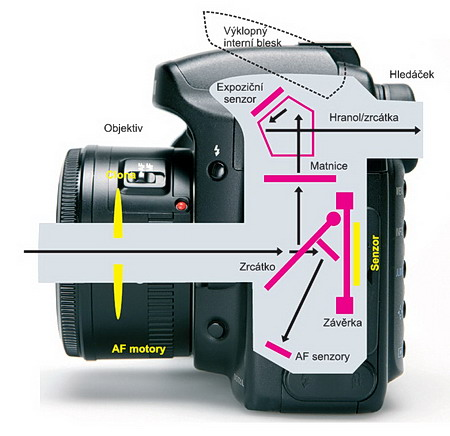 Výklopný
interní blesk
Hledáček
Expoziční
senzor
Hranol/zrcátka
Objektiv
Matnice
Clona
Senzor
Zrcátko
Závěrka
AF motory
AF senzory